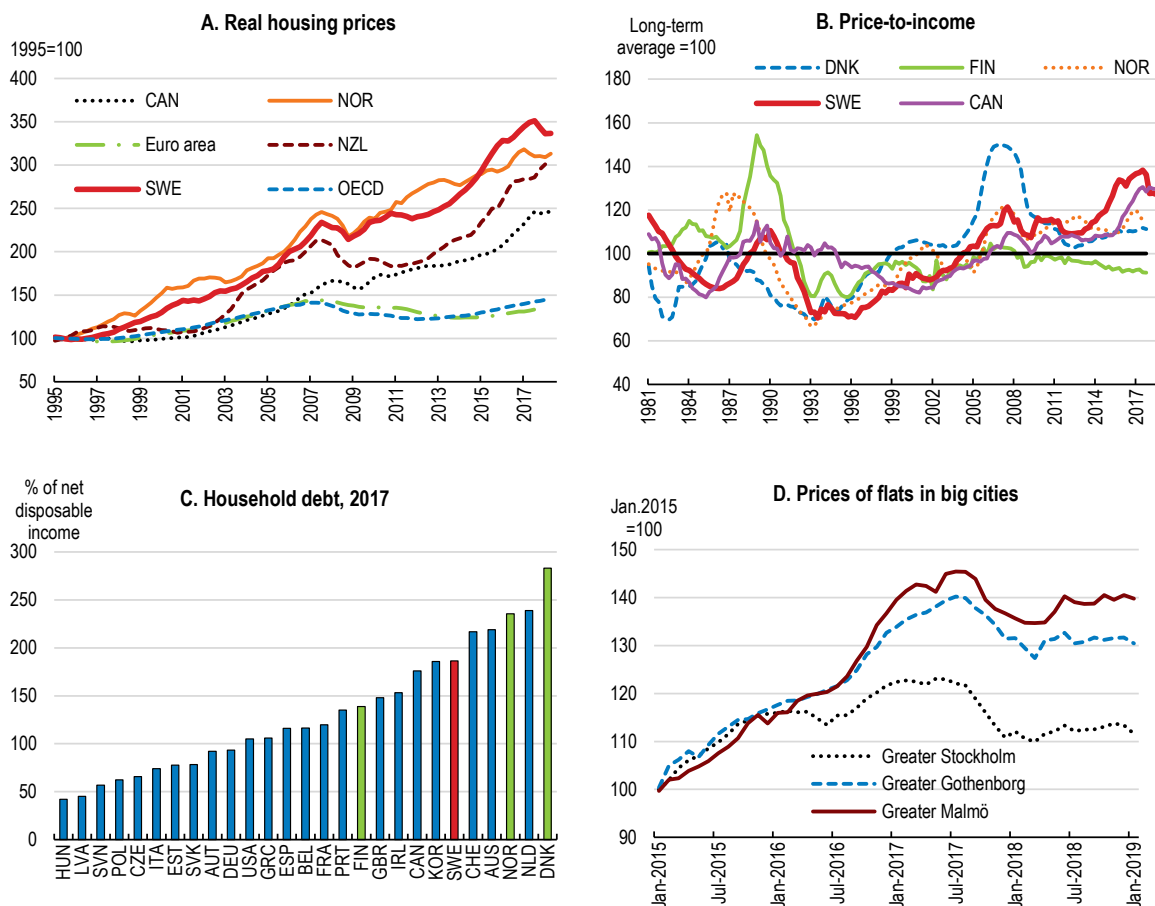 A. Real housing prices
1995=100
400
350
300
250
200
150
100
50
CAN
NOR
Euro area
NZL
SWE
OECD
1995
1997
1999
2001
2003
2005
2007
2009
2011
2013
2015
2017
B. Price-to-income
Long-term
average =100
180
160
140
120
100
80
60
40
DNK
FIN
NOR
SWE
CAN
1981
1984
1987
1990
1993
1996
1999
2002
2005
2008
2011
2014
2017
C. Household debt, 2017
% of net
disposable
income
300
250
200
150
100
50
0
HUN
LVA
SVN
POL
CZE
ITA
EST
SVK
AUT
DEU
USA
GRC
ESP
BEL
FRA
PRT
FIN
GBR
IRL
CAN
KOR
SWE
CHE
AUS
NOR
NLD
DNK
D. Prices of flats in big cities
Jan.2015
=100
150
140
130
120
110
100
90
Greater Stockholm
Greater Gothenborg
Greater Malmö
Jan-2015
Jul-2015
Jan-2016
Jul-2016
Jan-2017
Jul-2017
Jan-2018
Jul-2018
Jan-2019